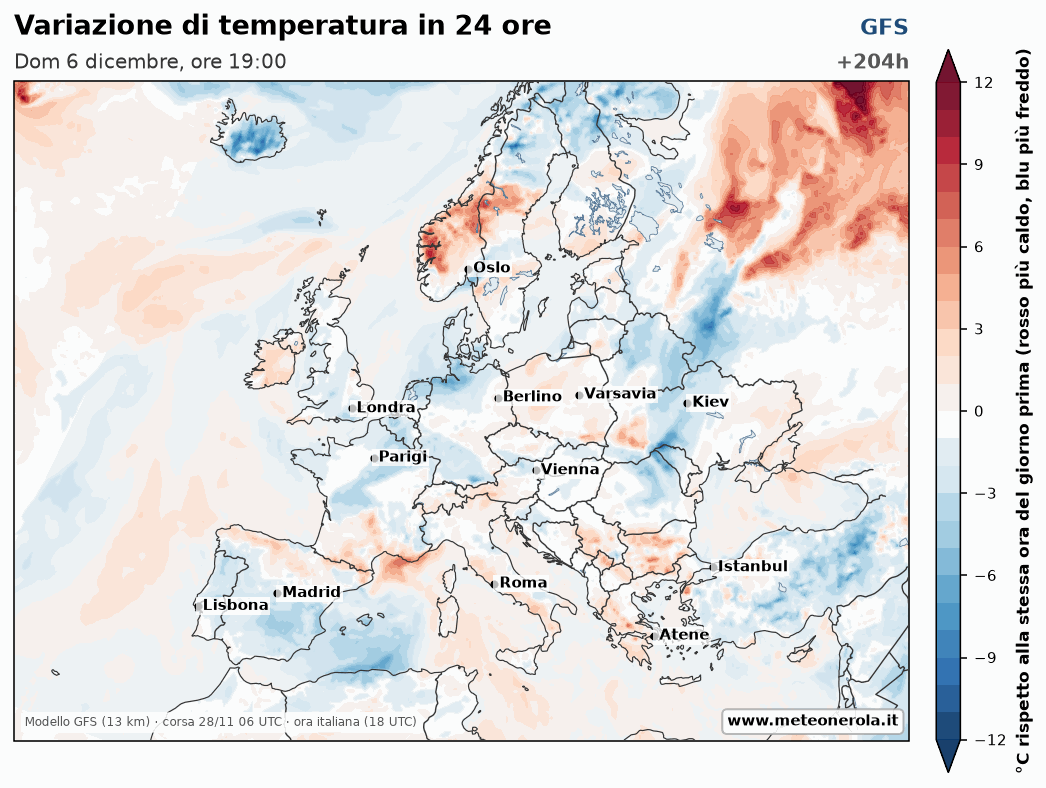 Variazione di temperatura in 24 ore
GFS
Dom 6 dicembre, ore 19:00
+204h
Oslo
Berlino
Varsavia
Kiev
Londra
Parigi
Vienna
Istanbul
Roma
Madrid
Lisbona
Atene
Modello GFS (13 km) · corsa 28/11 06 UTC · ora italiana (18 UTC)
www.meteonerola.it
12
9
6
3
0
−3
−6
−9
−12
°C rispetto alla stessa ora del giorno prima (rosso più caldo, blu più freddo)